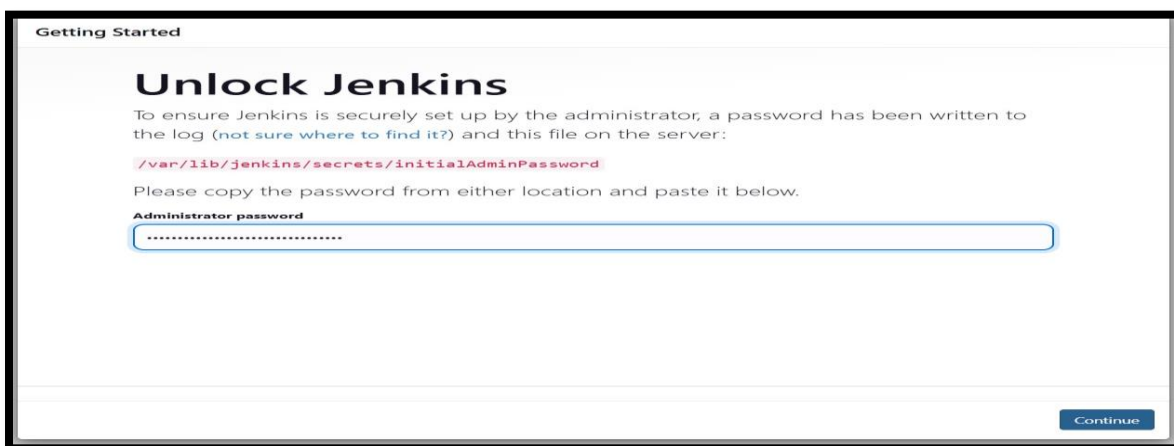 Getting Started
Unlock Jenkins
To ensure Jenkins is securely set up by the administrator, a password has been written to
the log (not sure where to find it?) and this file on the server:
/var/lib/jenkins/secrets/initialAdminPassword
Please copy the password from either location and paste it below.
Administrator password
••••••••••••••••••••••••••••••••
Continue